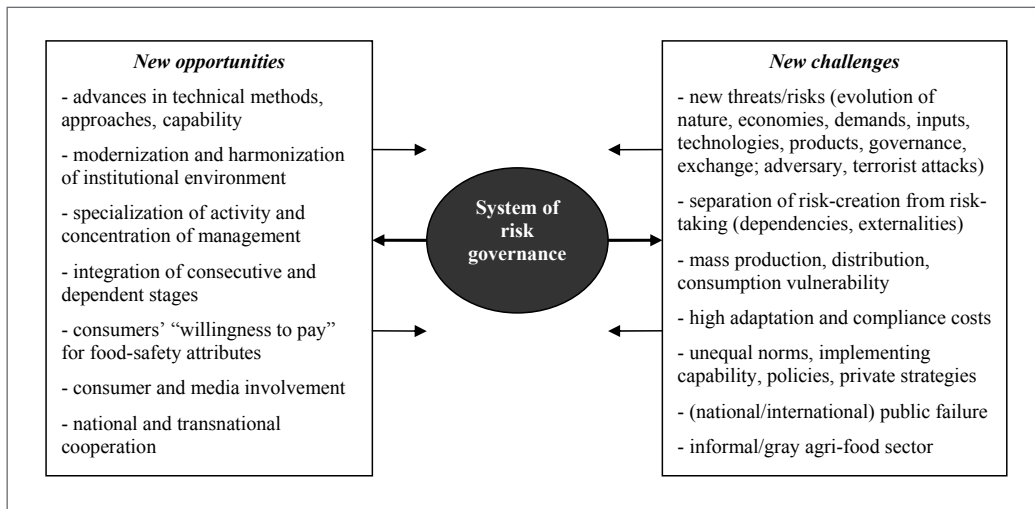 New opportunities
- advances in technical methods,
approaches, capability
- modernization and harmonization
of institutional environment
- specialization of activity and
concentration of management
- integration of consecutive and
dependent stages
- consumers’ “willingness to pay”
for food-safety attributes
- consumer and media involvement
- national and transnational
cooperation
System of
risk
governance
New challenges
- new threats/risks (evolution of
nature, economies, demands, inputs,
technologies, products, governance,
exchange; adversary, terrorist attacks)
- separation of risk-creation from risk-
taking (dependencies, externalities)
- mass production, distribution,
consumption vulnerability
- high adaptation and compliance costs
- unequal norms, implementing
capability, policies, private strategies
- (national/international) public failure
- informal/gray agri-food sector